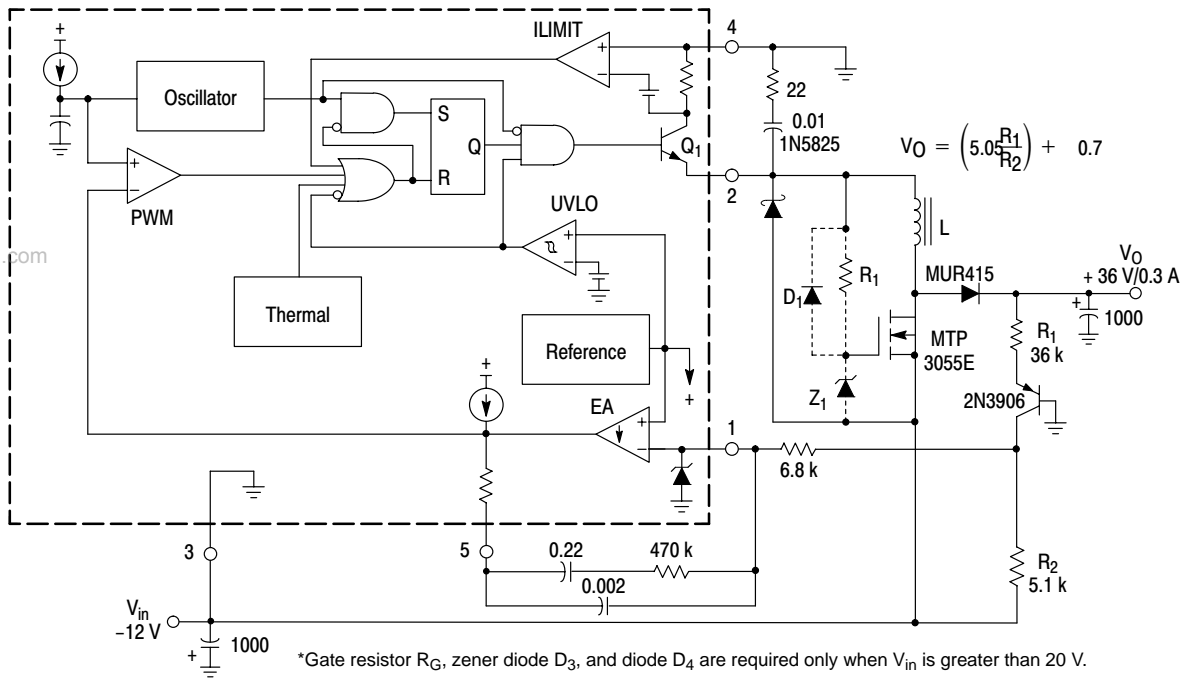 +
ILIMIT
+
−
4
Oscillator
S
Q
R
Q1
22
0.01
1N5825
VO = (5.05 R1/R2) + 0.7
+
−
PWM
2
UVLO
+
−
L
.com
Thermal
D1
R1
MUR415
VO
+ 36 V/0.3 A
+
1000
Reference
+
MTP
3055E
R1
36 k
Z1
2N3906
+
EA
+
−
1
6.8 k
3
5
0.22
470 k
0.002
R2
5.1 k
Vin
−12 V
+
1000
*Gate resistor RG, zener diode D3, and diode D4 are required only when Vin is greater than 20 V.